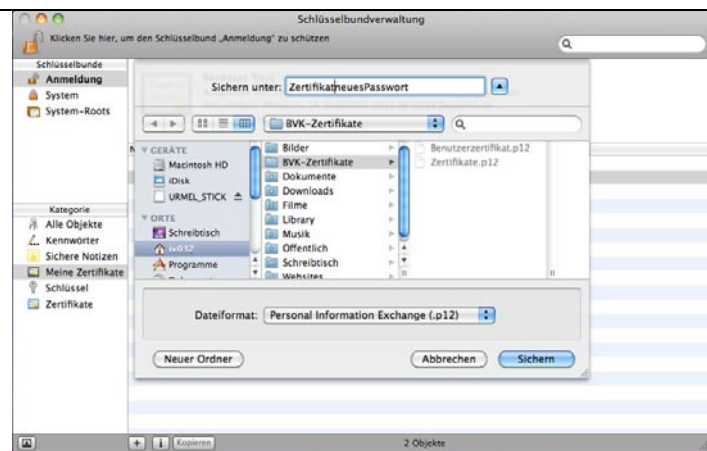 Schlüsselbundverwaltung
Klicken Sie hier, um den Schlüsselbund „Anmeldung" zu schützen
Schlüsselbunde
Anmeldung
System
System-Roots
Kategorie
Alle Objekte
Kennwörter
Sichere Notizen
Meine Zertifikate
Schlüssel
Zertifikate
Sichern unter: ZertifikatneuesPasswort
BVK-Zertifikate
GERÄTE
Macintosh HD
iDisk
URMEL_STICK
ORTE
Schreibtisch
iv032
Programme
Bilder
BVK-Zertifikate
Dokumente
Downloads
Filme
Library
Musik
Öffentlich
Schreibtisch
Websites
Benutzerzertifikat.p12
Zertifikate.p12
Dateiformat: Personal Information Exchange (.p12)
Neuer Ordner
Abbrechen
Sichern
Kopieren
2 Objekte